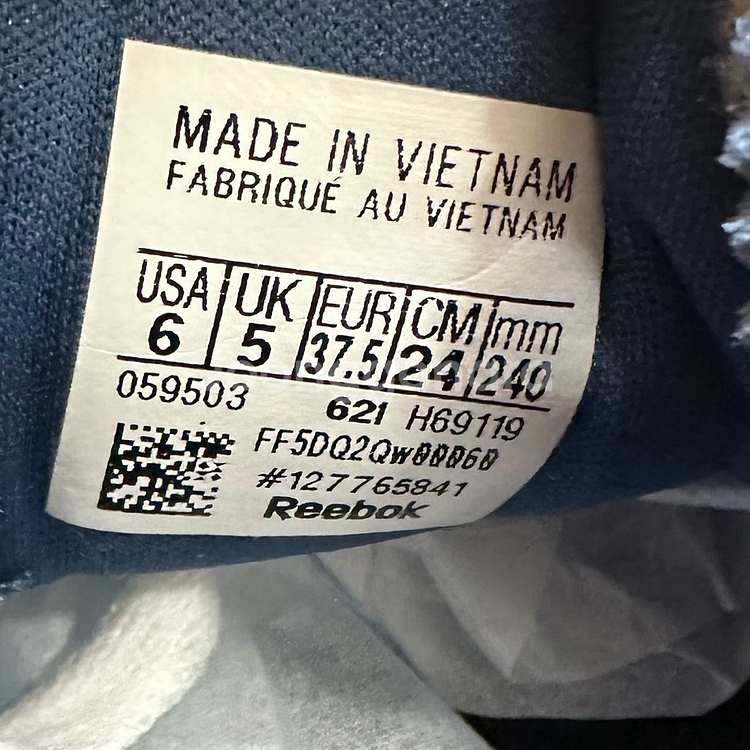 MADE IN VIETNAM
FABRIQUÉ AU VIETNAM
USA UK EUR CM mm
6 5 37.5 24 240
059503 621 H69119
FF5DQ2Qw00060
#127765841
Reebok